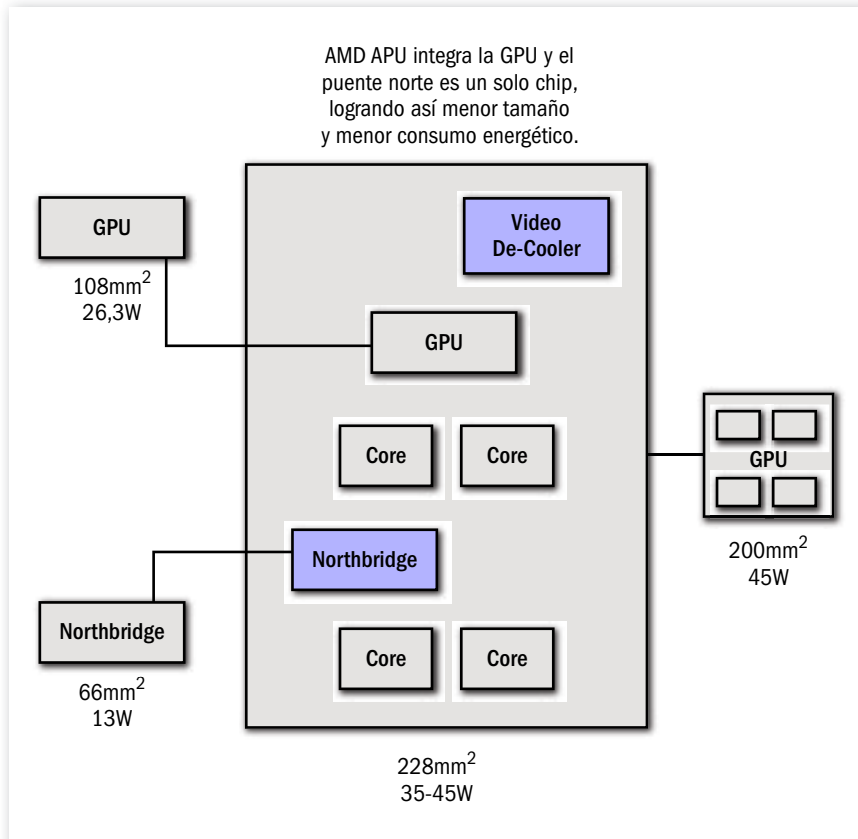 AMD APU integra la GPU y el
puente norte es un solo chip,
logrando así menor tamaño
y menor consumo energético.
GPU
108mm²
26,3W
Video
De-Cooler
GPU
Core
Core
GPU
200mm²
45W
Northbridge
Northbridge
66mm²
13W
Core
Core
228mm²
35-45W